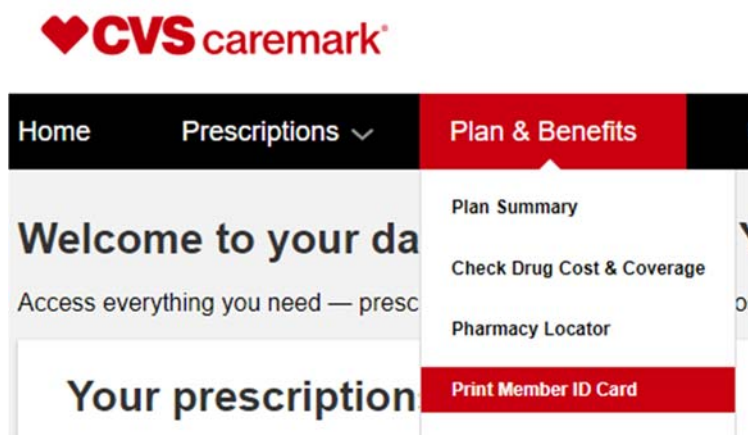 CVS caremark
Home Prescriptions Plan & Benefits
Plan Summary
Welcome to your da
Check Drug Cost & Coverage
Access everything you need — presc
Pharmacy Locator
Your prescription
Print Member ID Card